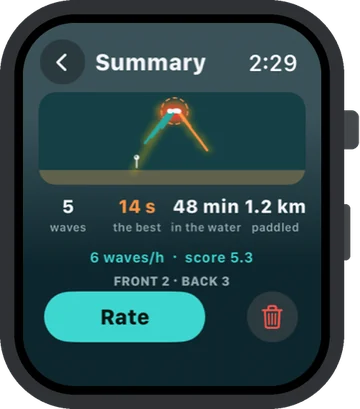 Summary 2:29
5 14 s 48 min 1.2 km
waves the best in the water paddled
6 waves/h · score 5.3
FRONT 2 · BACK 3
Rate